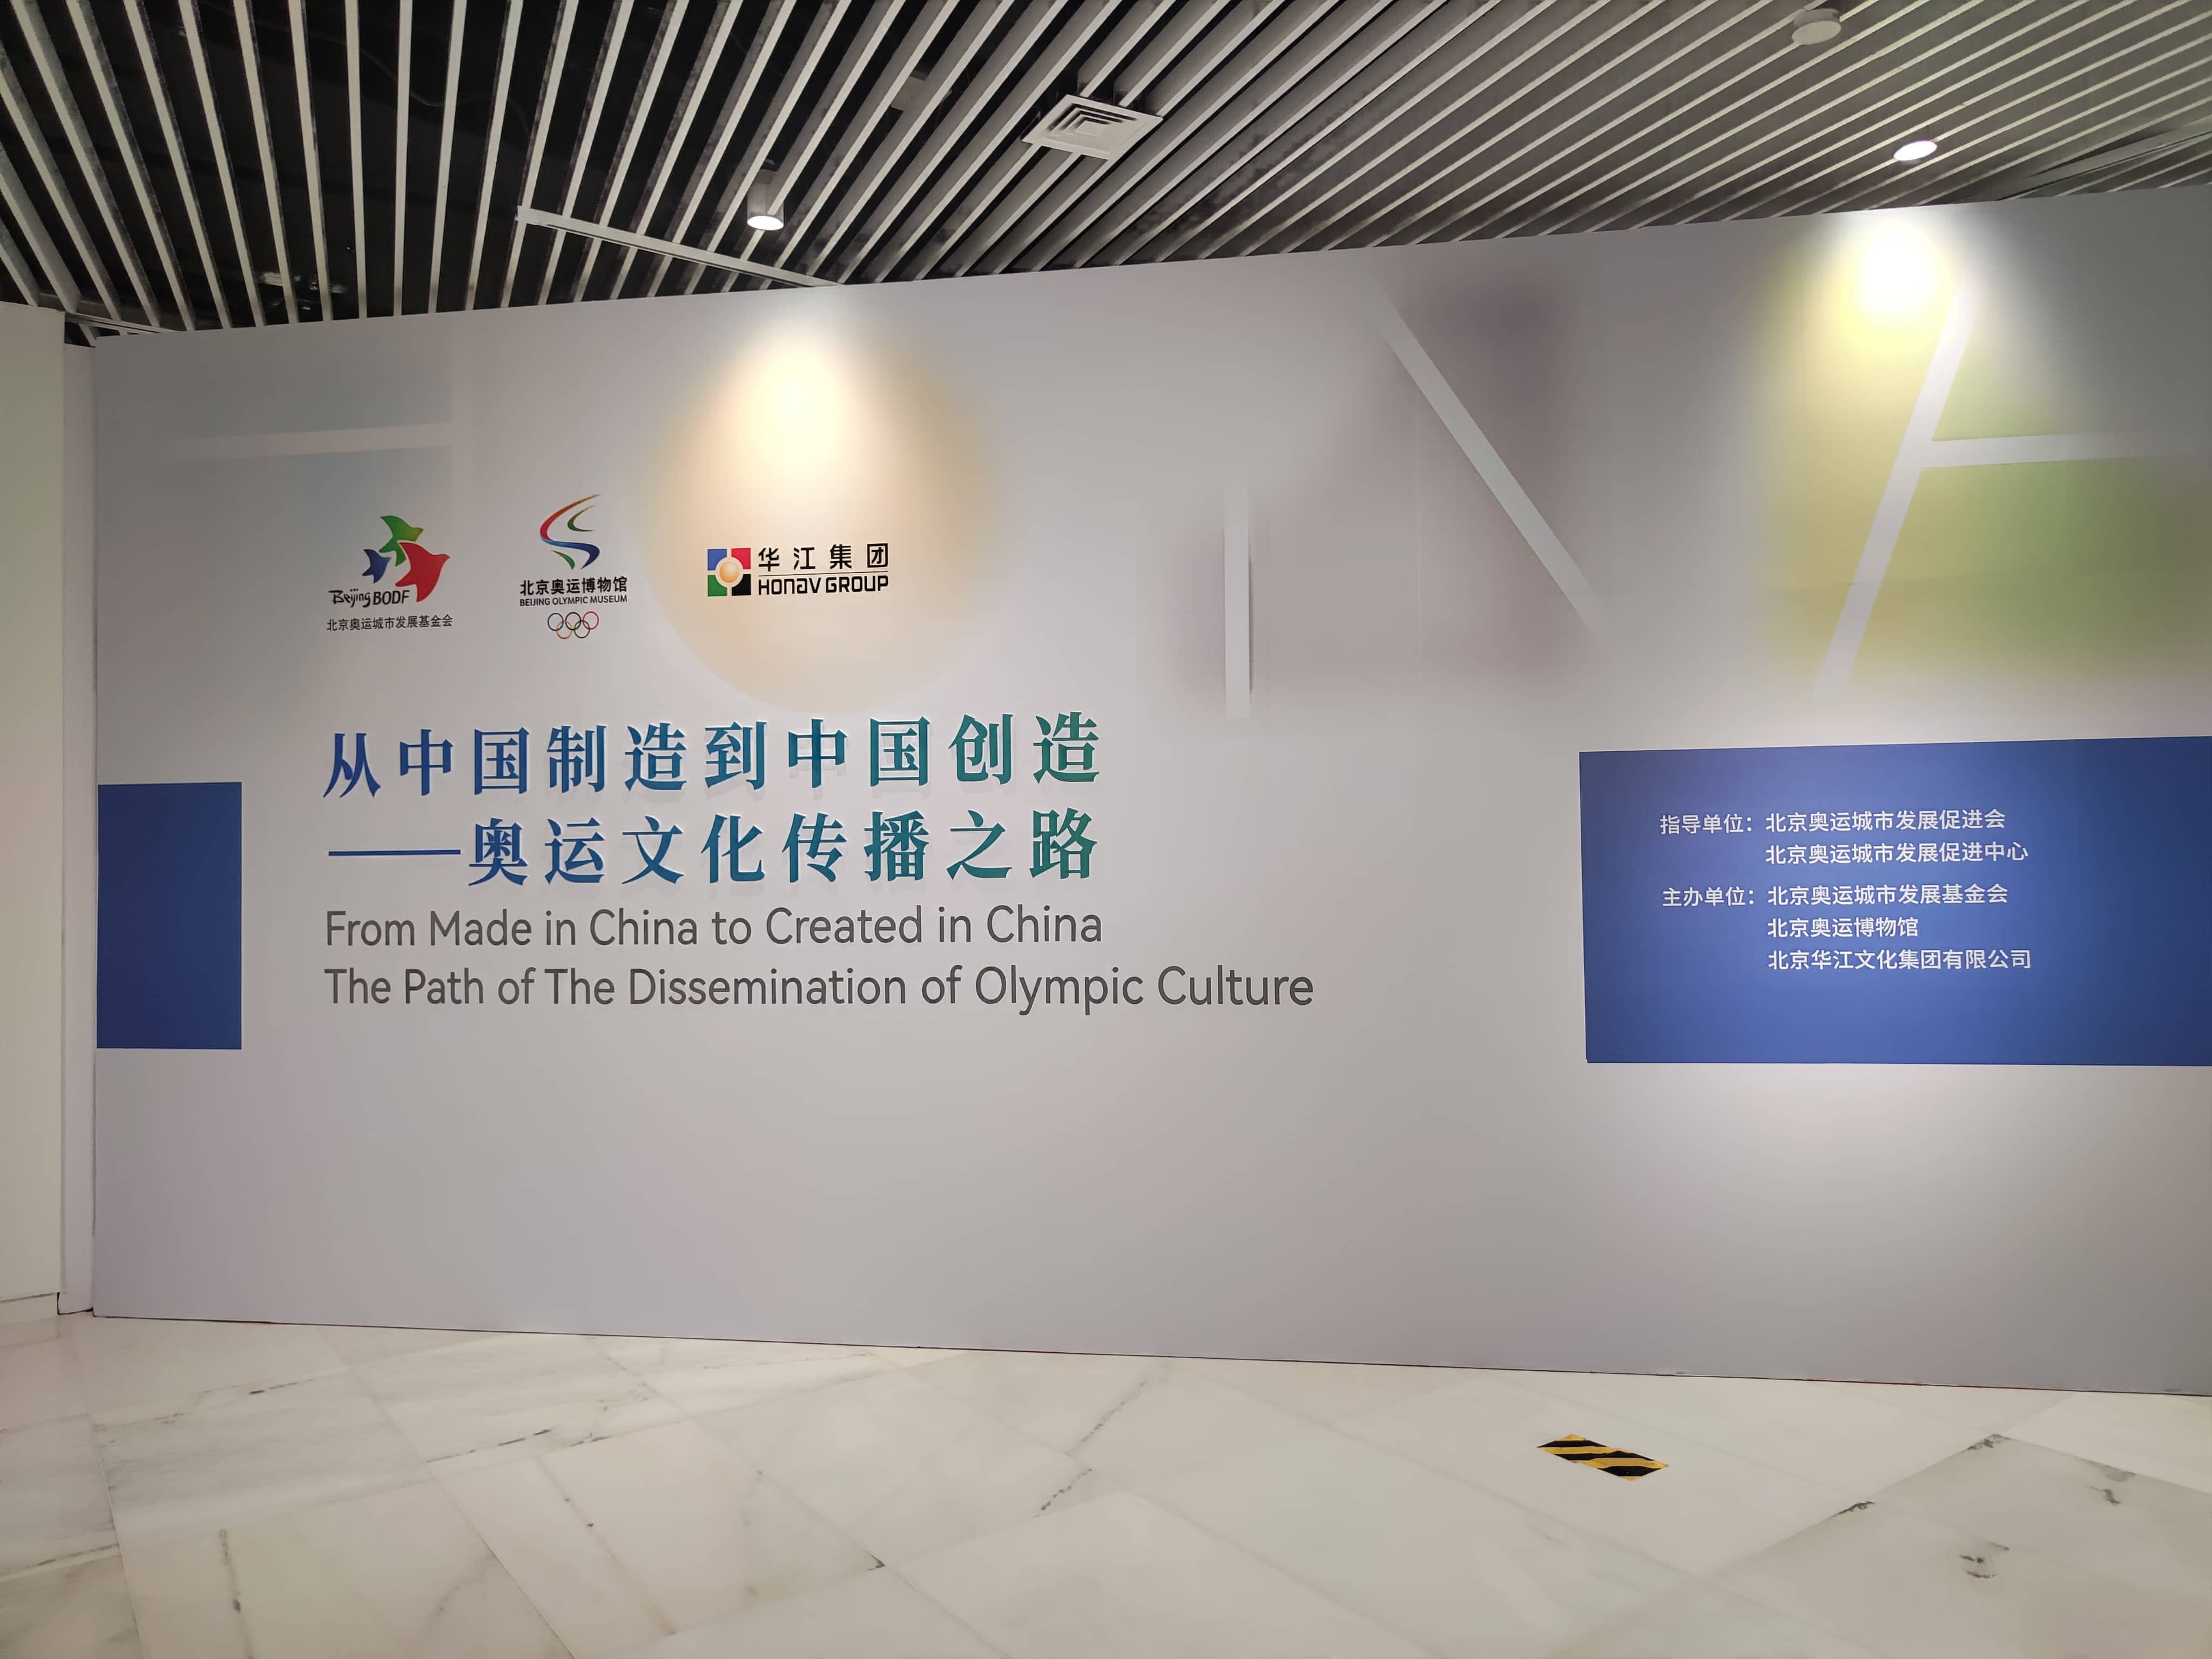 Beijing BODF
北京奥运城市发展基金会
北京奥运博物馆
BEIJING OLYMPIC MUSEUM
华江集团
HONAV GROUP
从中国制造到中国创造
——奥运文化传播之路
From Made in China to Created in China
The Path of The Dissemination of Olympic Culture
指导单位：北京奥运城市发展促进会
北京奥运城市发展促进中心
主办单位：北京奥运城市发展基金会
北京奥运博物馆
北京华江文化集团有限公司